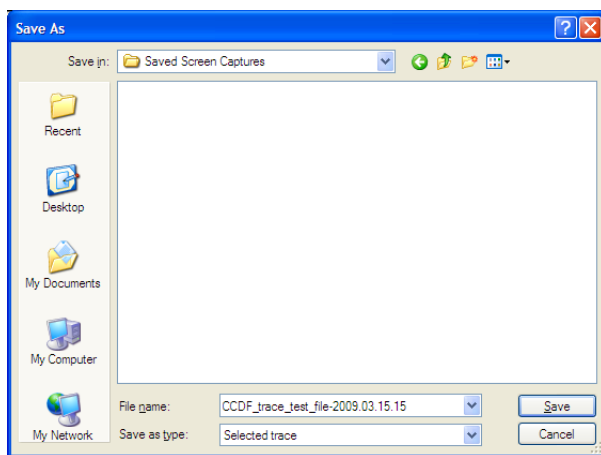 Save As
Save in: Saved Screen Captures
Recent
Desktop
My Documents
My Computer
My Network
File name: CCDF_trace_test_file-2009.03.15.15 Save
Save as type: Selected trace Cancel